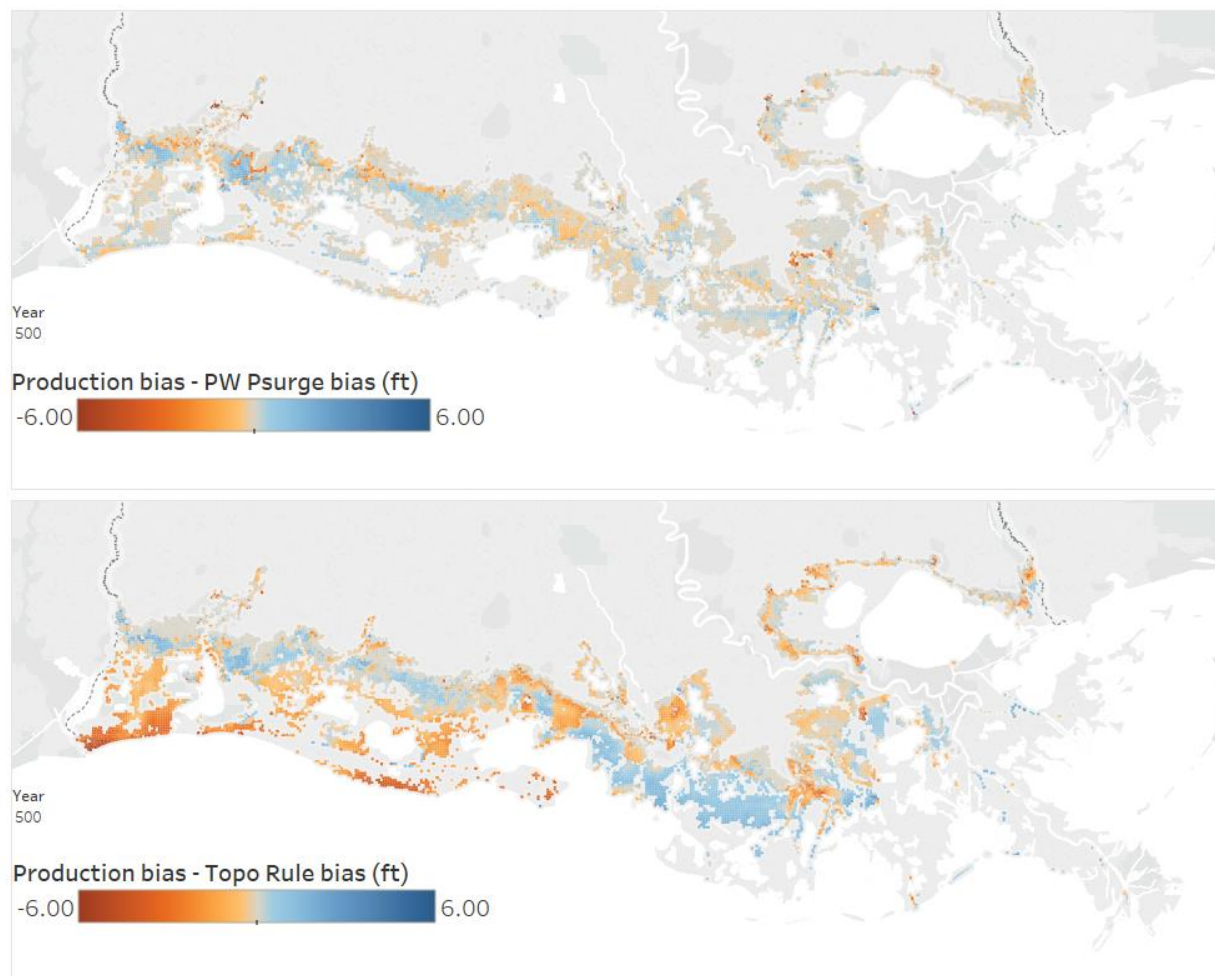 Year
500
Production bias - PW Psurge bias (ft)
-6.00 6.00
Year
500
Production bias - Topo Rule bias (ft)
-6.00 6.00